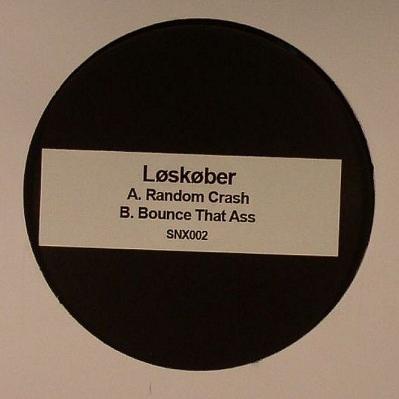 Løskøber
A. Random Crash
B. Bounce That Ass
SNX002